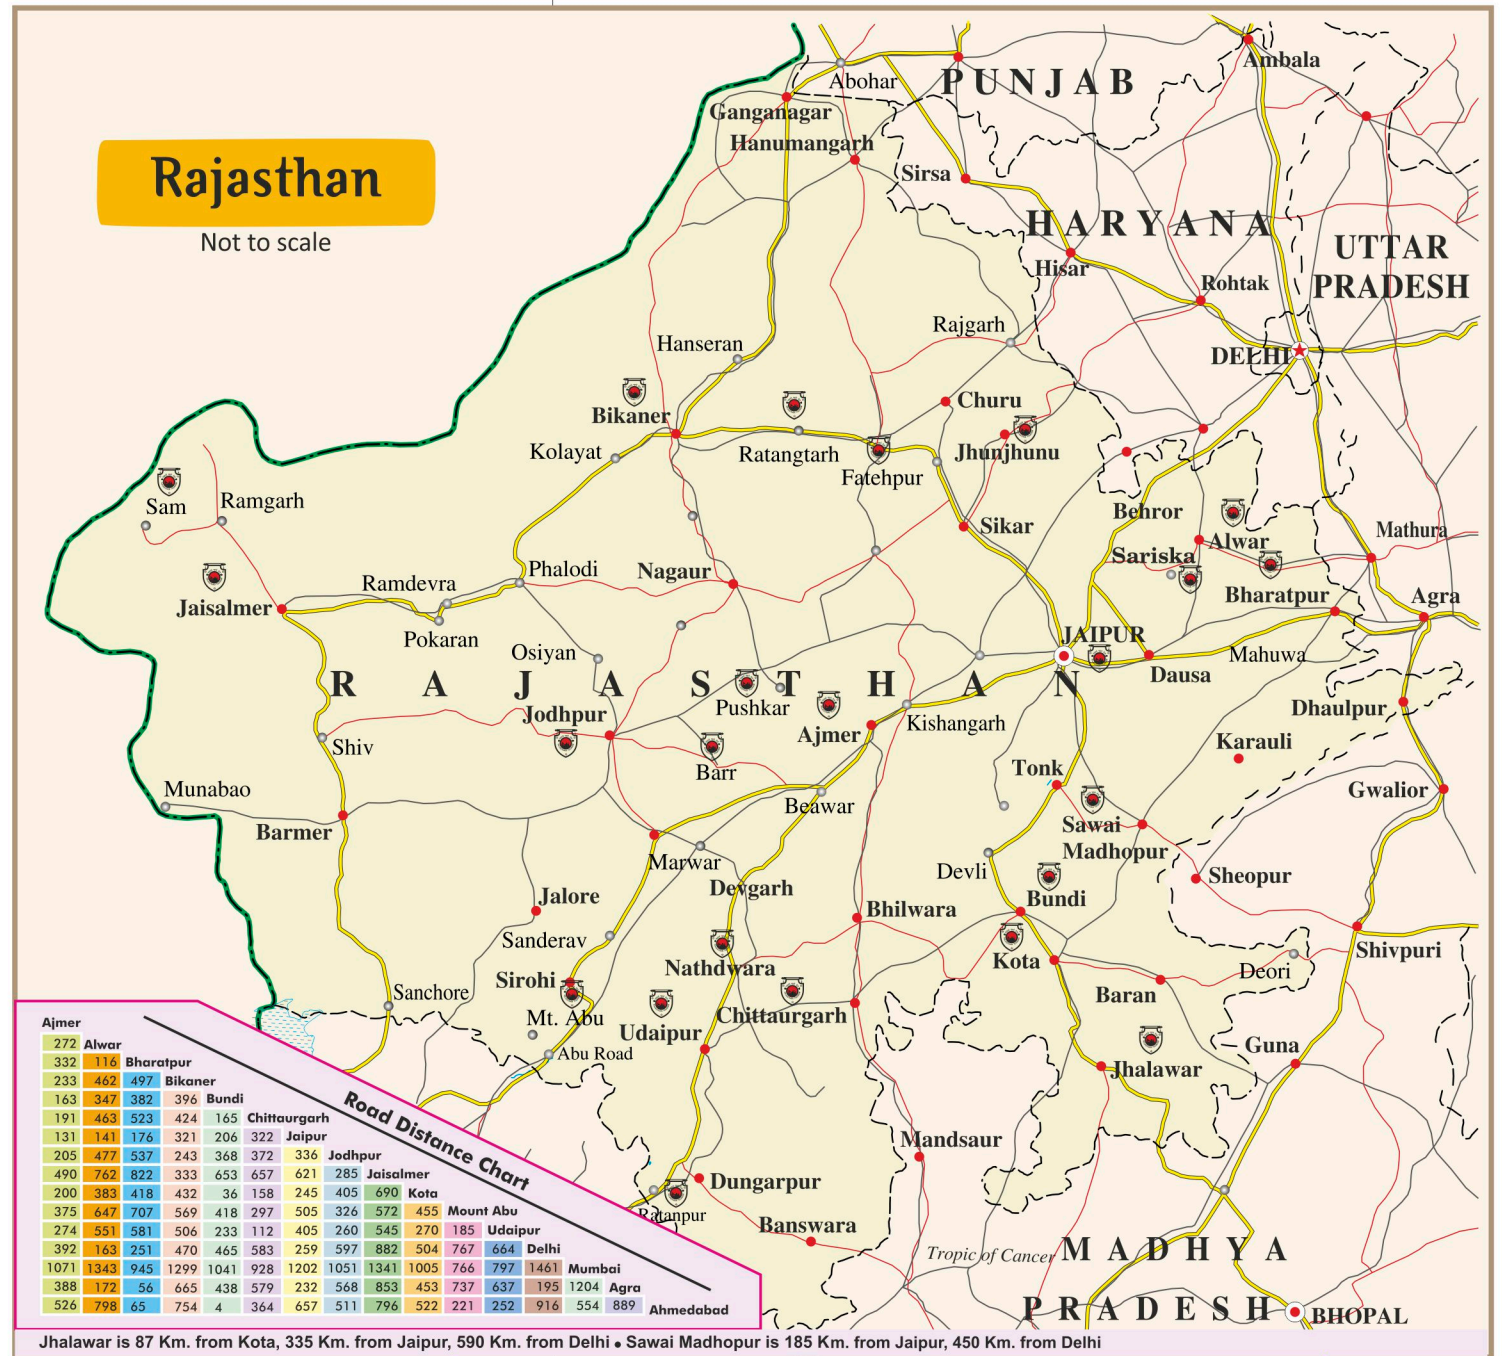 Rajasthan
Not to scale
PUNJAB
Ambala
Abohar
Ganganagar
Hanumangarh
Sirsa
HARYANA
UTTAR
PRADESH
Hisar
Rohtak
Rajgarh
Hanseran
DELHI
Churu
Bikaner
Kolayat
Ratangtarh
Jhunjhunu
Fatehpur
Sam
Ramgarh
Behror
Sikar
Mathura
Alwar
Sariska
Phalodi
Nagaur
Ramdevra
Jaisalmer
Bharatpur
Agra
Pokaran
JAIPUR
Osiyan
Mahuwa
Dausa
RAJASTHAN
Pushkar
Dhaulpur
Jodhpur
Kishangarh
Ajmer
Karauli
Shiv
Barr
Tonk
Munabao
Gwalior
Beawar
Sawai
Madhopur
Barmer
Marwar
Devli
Sheopur
Devgarh
Jalore
Bundi
Bhilwara
Sanderav
Shivpuri
Nathdwara
Kota
Deori
Sirohi
Sanchore
Baran
Chittaurgarh
Mt. Abu
Udaipur
Guna
Abu Road
Jhalawar
Mandsaur
Dungarpur
Ratanpur
Banswara
Tropic of Cancer
MADHYA
PRADESH
BHOPAL
Road Distance Chart
Ajmer
272 Alwar
332 116 Bharatpur
233 462 497 Bikaner
163 347 382 396 Bundi
191 463 523 424 165 Chittaurgarh
131 141 176 321 206 322 Jaipur
205 477 537 243 368 372 336 Jodhpur
490 762 822 333 653 657 621 285 Jaisalmer
200 383 418 432 36 158 245 405 690 Kota
375 647 707 569 418 297 505 326 572 455 Mount Abu
274 551 581 506 233 112 405 260 545 270 185 Udaipur
392 163 251 470 465 583 259 597 882 504 767 664 Delhi
1071 1343 945 1299 1041 928 1202 1051 1341 1005 766 797 1461 Mumbai
388 172 56 665 438 579 232 568 853 453 737 637 195 1204 Agra
526 798 65 754 4 364 657 511 796 522 221 252 916 554 889 Ahmedabad
Jhalawar is 87 Km. from Kota, 335 Km. from Jaipur, 590 Km. from Delhi • Sawai Madhopur is 185 Km. from Jaipur, 450 Km. from Delhi